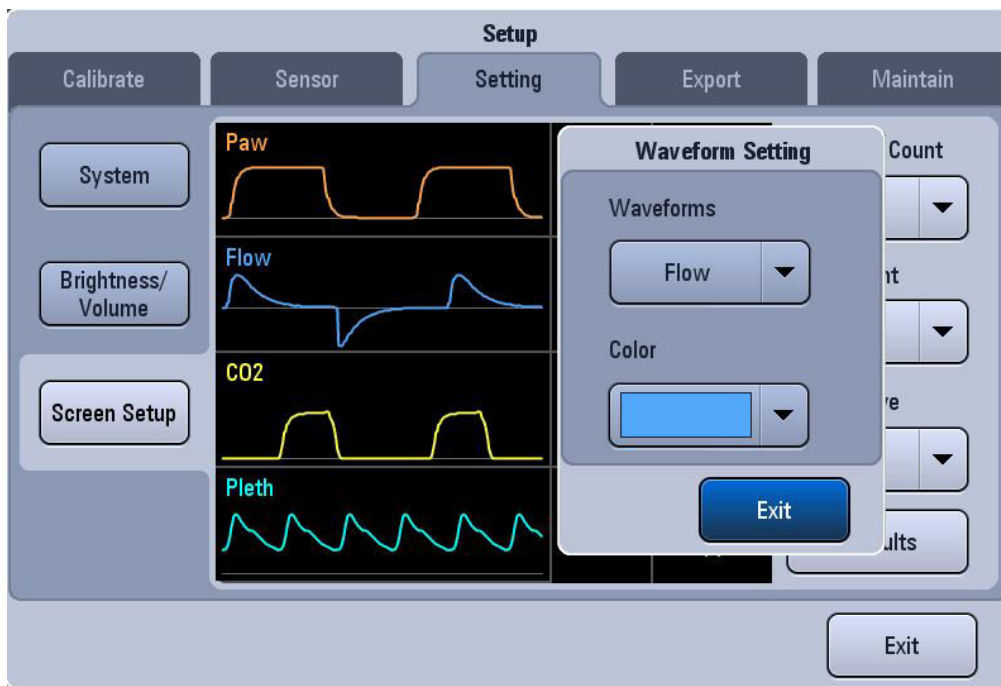 Setup
Calibrate
Sensor
Setting
Export
Maintain
System
Brightness/
Volume
Screen Setup
Paw
Flow
CO2
Pleth
Waveform Setting
Waveforms
Flow
Color
Exit
Count
Exit